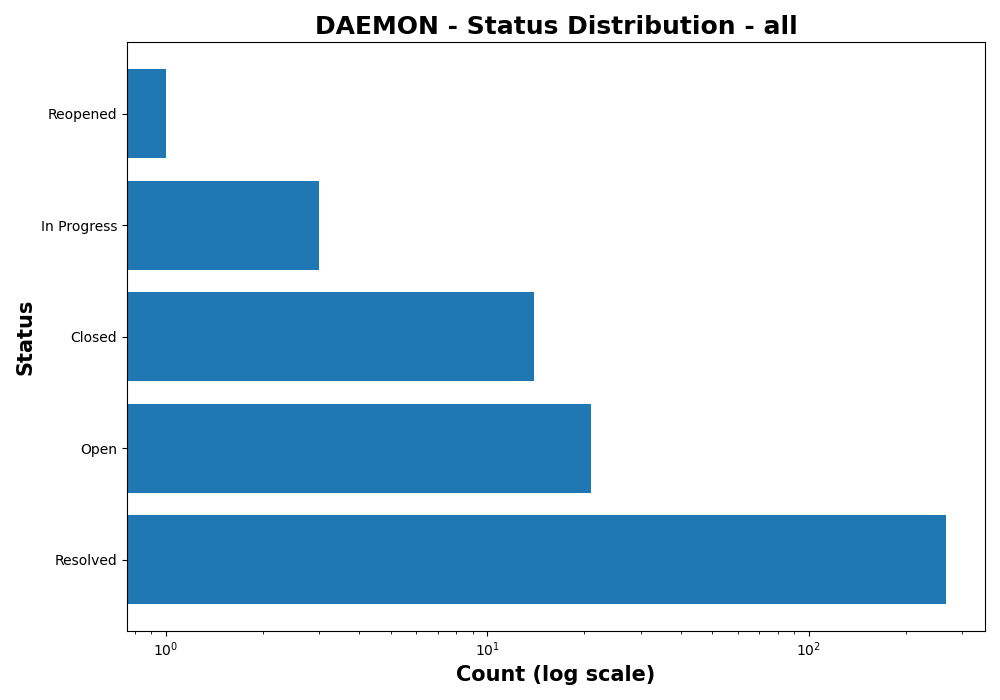 DAEMON - Status Distribution - all
Status
Reopened
In Progress
Closed
Open
Resolved
10⁰ 10¹ 10²
Count (log scale)